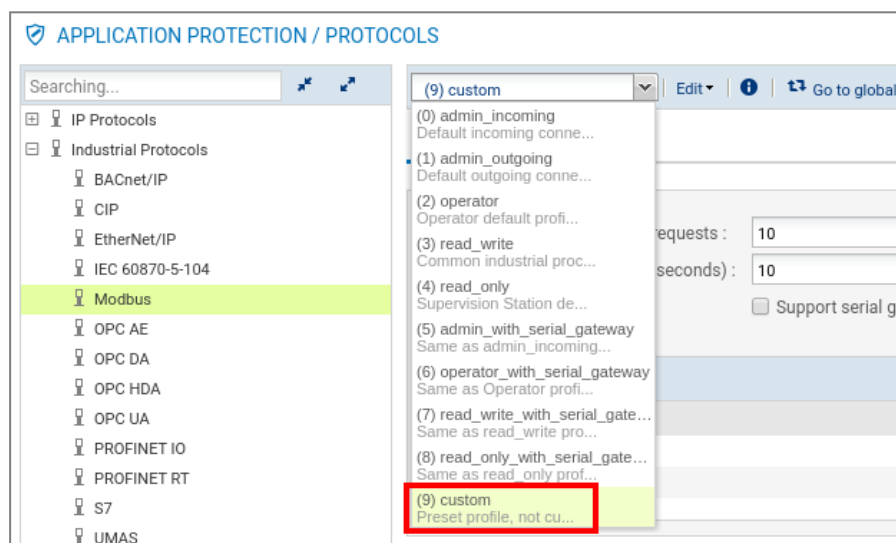 APPLICATION PROTECTION / PROTOCOLS
Searching...
IP Protocols
Industrial Protocols
BACnet/IP
CIP
EtherNet/IP
IEC 60870-5-104
Modbus
OPC AE
OPC DA
OPC HDA
OPC UA
PROFINET IO
PROFINET RT
S7
UMAS
(9) custom
Edit
Go to global
(0) admin_incoming
Default incoming conne...
(1) admin_outgoing
Default outgoing conne...
(2) operator
Operator default profi...
(3) read_write
Common industrial proc...
(4) read_only
Supervision Station de...
(5) admin_with_serial_gateway
Same as admin_incoming...
(6) operator_with_serial_gateway
Same as Operator profi...
(7) read_write_with_serial_gate...
Same as read_write pro...
(8) read_only_with_serial_gate...
Same as read_only prof...
(9) custom
Preset profile, not cu...
requests : 10
seconds) : 10
Support serial g